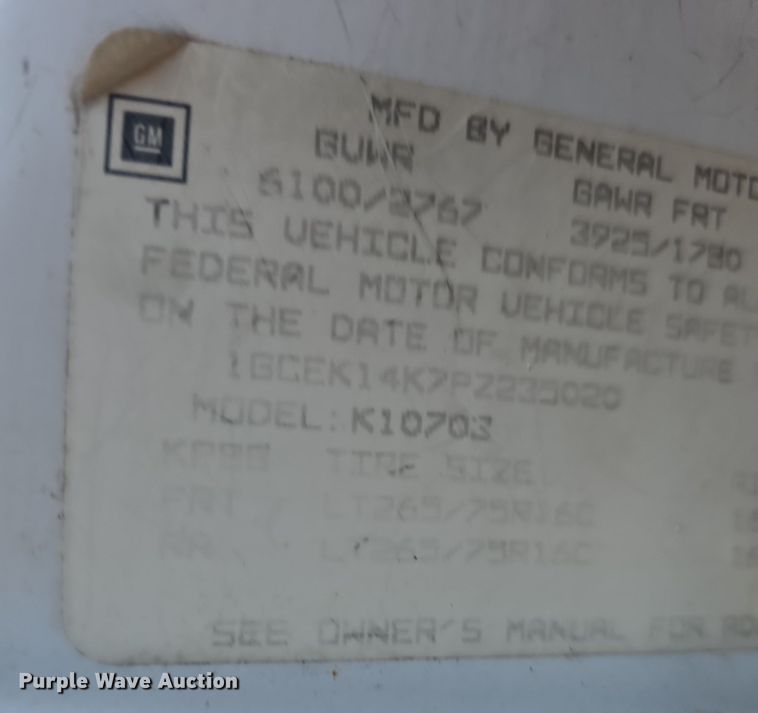 GM
MFD BY GENERAL MOTO
GVWR GAWR FRT
6100/2767 3925/1780
THIS VEHICLE CONFORMS TO AL
FEDERAL MOTOR VEHICLE SAFET
ON THE DATE OF MANUFACTURE
1GCEK14K7PZ235020
MODEL: K10703
TIRE SIZE
FRT LT265/75R16C
RR LT265/75R16C
SEE OWNER'S MANUAL FOR
Purple Wave Auction